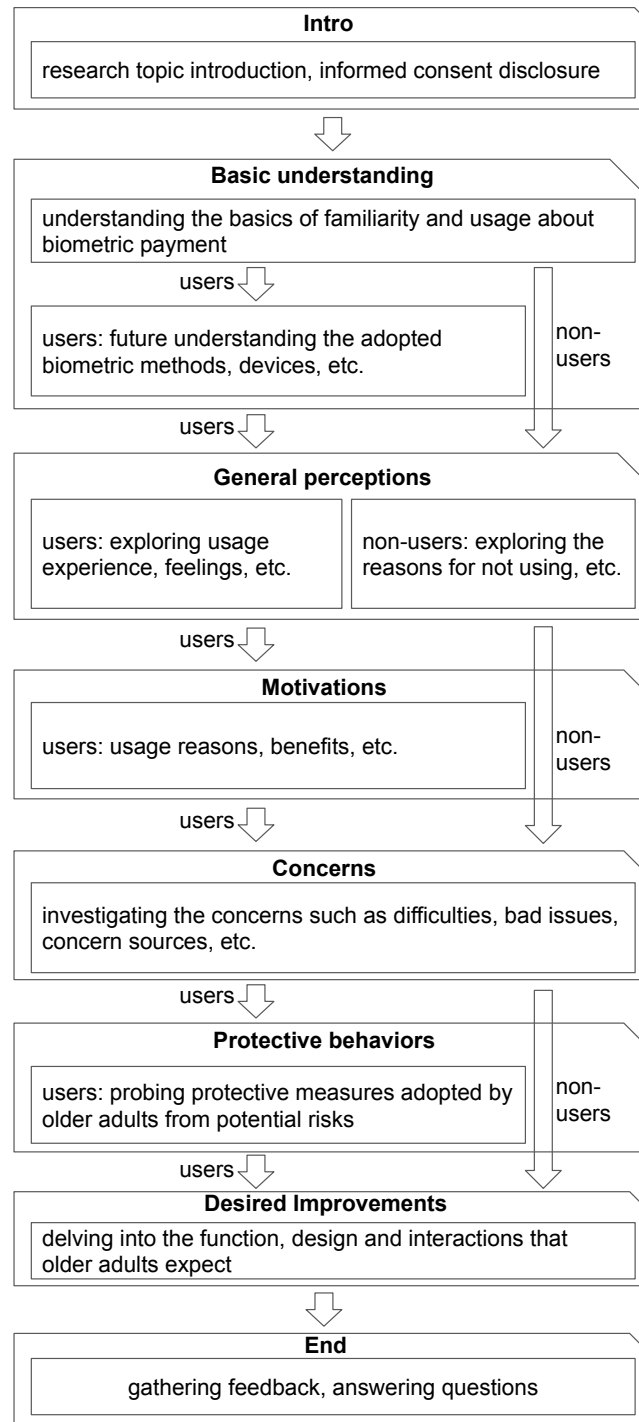 Intro
research topic introduction, informed consent disclosure
Basic understanding
understanding the basics of familiarity and usage about
biometric payment
users
users: future understanding the adopted
biometric methods, devices, etc.
non-
users
users
General perceptions
users: exploring usage
experience, feelings, etc.
non-users: exploring the
reasons for not using, etc.
users
Motivations
users: usage reasons, benefits, etc.
non-
users
users
Concerns
investigating the concerns such as difficulties, bad issues,
concern sources, etc.
users
Protective behaviors
users: probing protective measures adopted by
older adults from potential risks
non-
users
users
Desired Improvements
delving into the function, design and interactions that
older adults expect
End
gathering feedback, answering questions